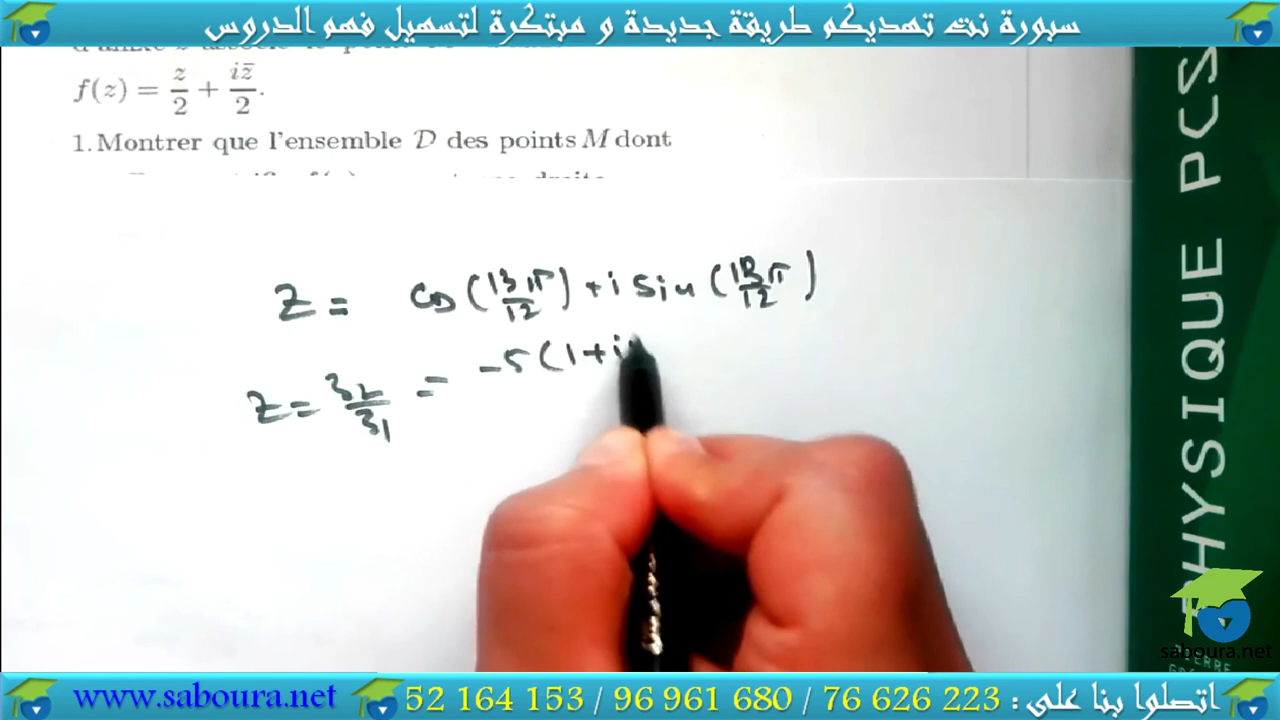 سبورة نت تهديكم طريقة جديدة و مبتكرة لتسهيل فهم الدروس
f(z) = z/2 + iz̄/2.
1. Montrer que l'ensemble 𝒟 des points M dont
Z = cos(13π/12) + i sin(13π/12)
Z = z₂/z₁ = -5(1+i
PHYSIQUE PCS
saboura.net
www.saboura.net 52 164 153 / 96 961 680 / 76 626 223 : اتصلوا بنا على